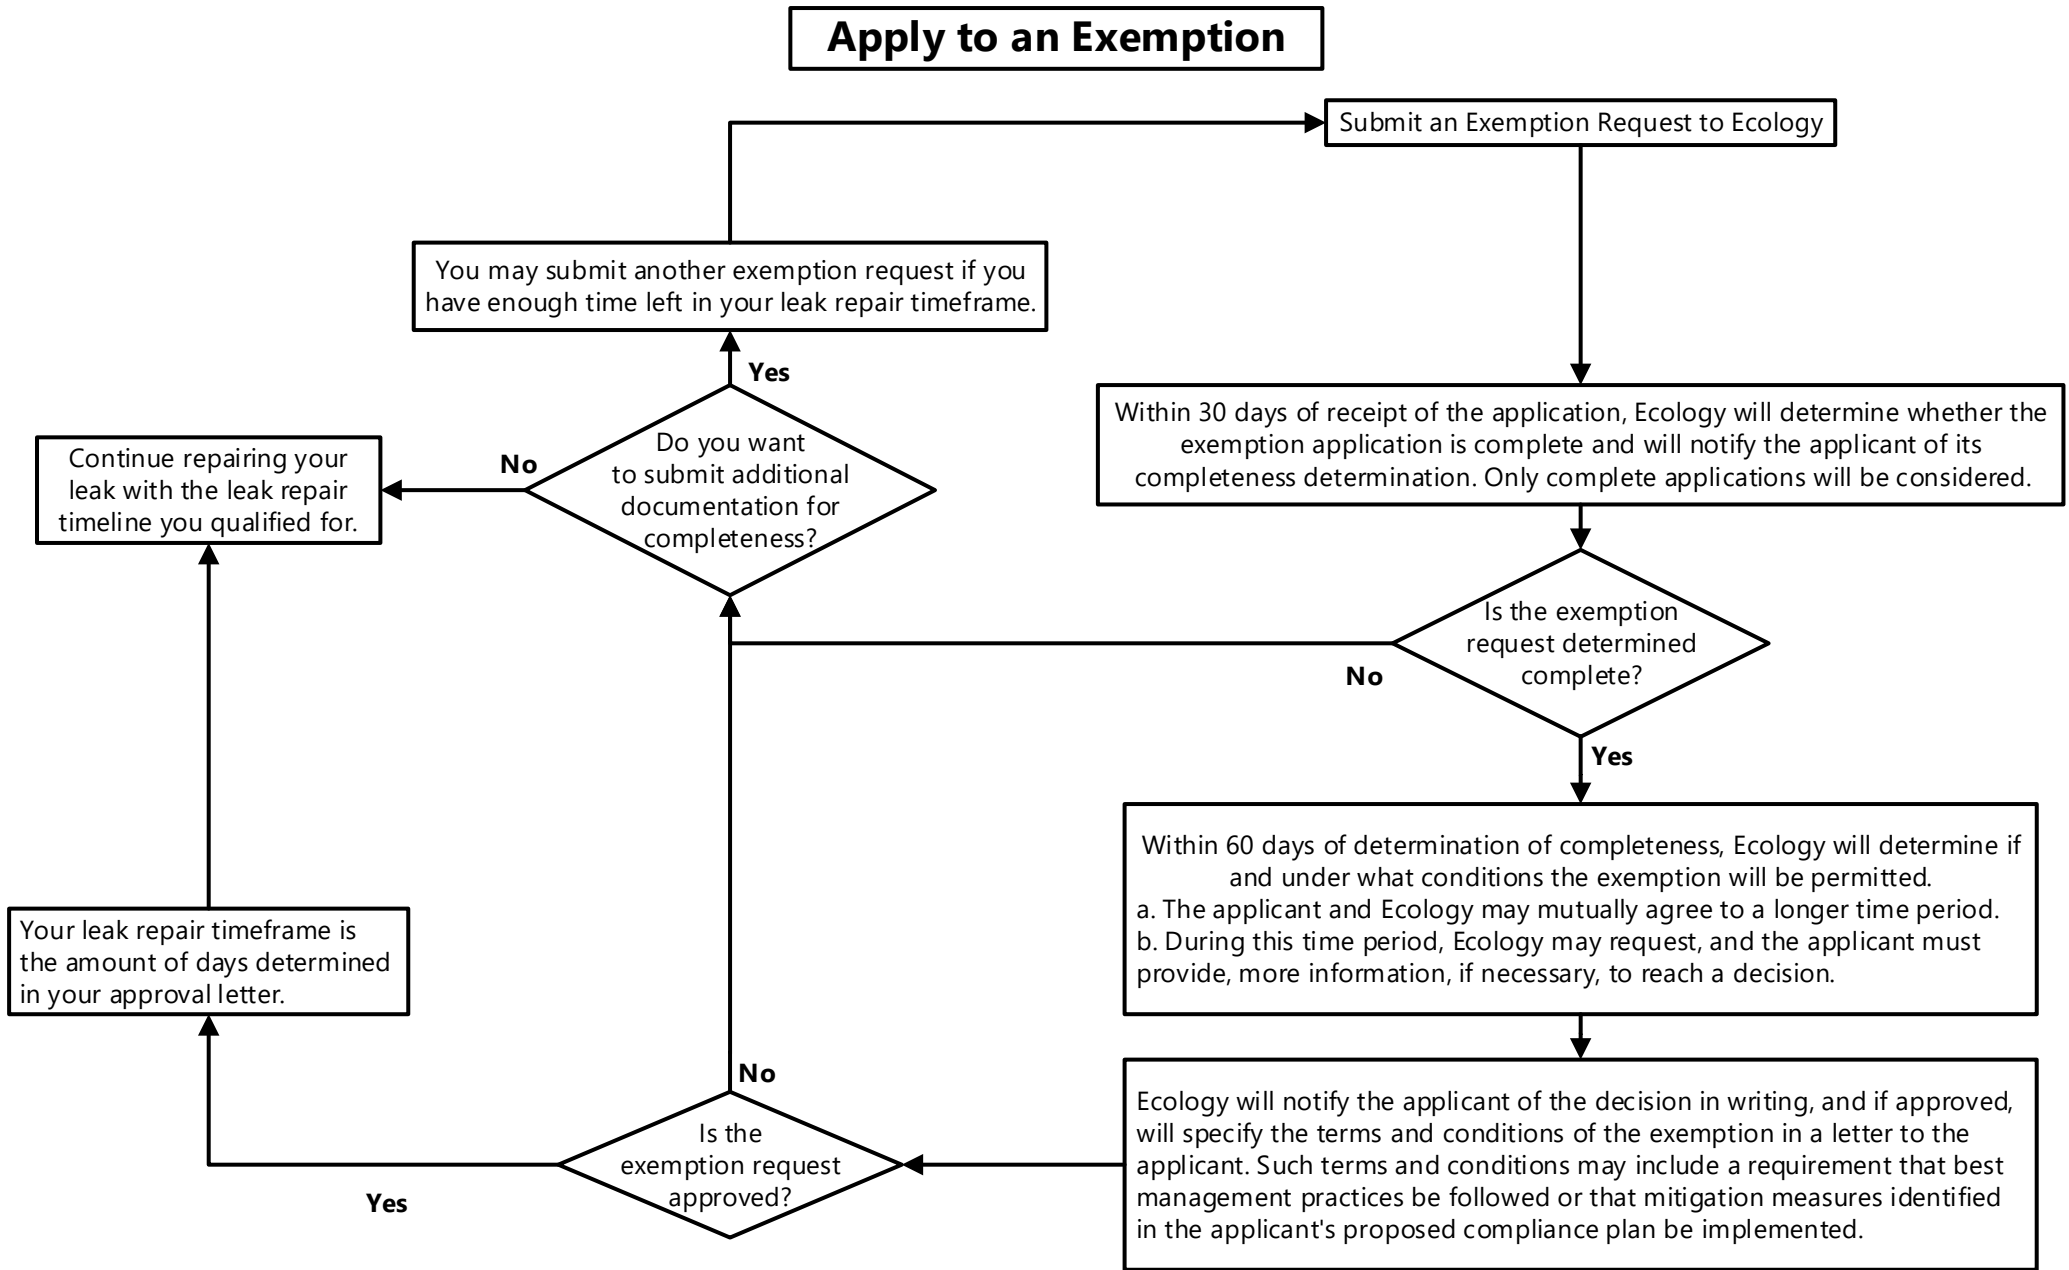 Apply to an Exemption
Submit an Exemption Request to Ecology
You may submit another exemption request if you
have enough time left in your leak repair timeframe.
Yes
Do you want
to submit additional
documentation for
completeness?
No
Continue repairing your
leak with the leak repair
timeline you qualified for.
Within 30 days of receipt of the application, Ecology will determine whether the
exemption application is complete and will notify the applicant of its
completeness determination. Only complete applications will be considered.
Is the exemption
request determined
complete?
No
Yes
Within 60 days of determination of completeness, Ecology will determine if
and under what conditions the exemption will be permitted.
a. The applicant and Ecology may mutually agree to a longer time period.
b. During this time period, Ecology may request, and the applicant must
provide, more information, if necessary, to reach a decision.
Your leak repair timeframe is
the amount of days determined
in your approval letter.
Ecology will notify the applicant of the decision in writing, and if approved,
will specify the terms and conditions of the exemption in a letter to the
applicant. Such terms and conditions may include a requirement that best
management practices be followed or that mitigation measures identified
in the applicant's proposed compliance plan be implemented.
No
Is the
exemption request
approved?
Yes